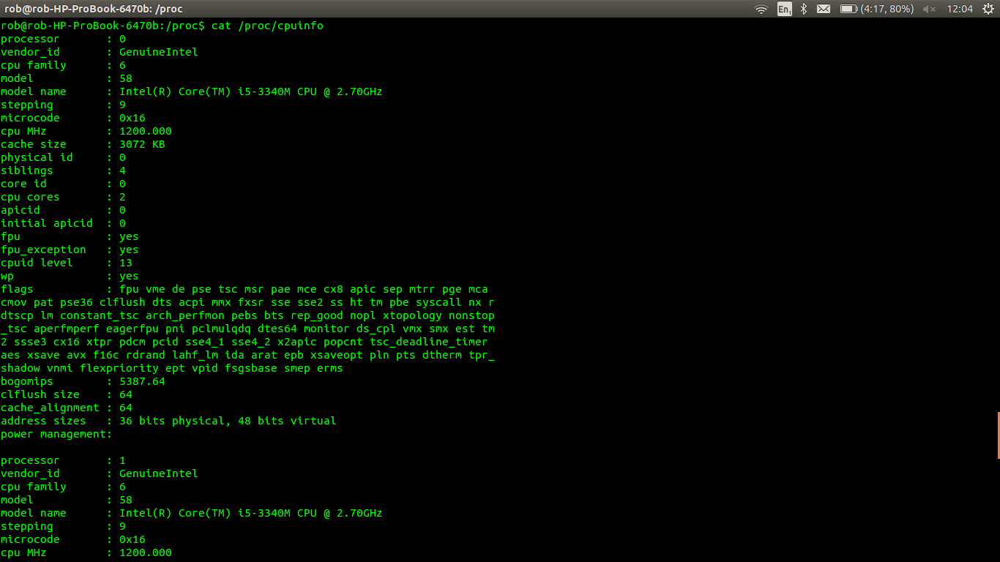 rob@rob-HP-ProBook-6470b: /proc En1 (4:17, 80%) 12:04
rob@rob-HP-ProBook-6470b:/proc$ cat /proc/cpuinfo
processor : 0
vendor_id : GenuineIntel
cpu family : 6
model : 58
model name : Intel(R) Core(TM) i5-3340M CPU @ 2.70GHz
stepping : 9
microcode : 0x16
cpu MHz : 1200.000
cache size : 3072 KB
physical id : 0
siblings : 4
core id : 0
cpu cores : 2
apicid : 0
initial apicid : 0
fpu : yes
fpu_exception : yes
cpuid level : 13
wp : yes
flags : fpu vme de pse tsc msr pae mce cx8 apic sep mtrr pge mca
cmov pat pse36 clflush dts acpi mmx fxsr sse sse2 ss ht tm pbe syscall nx r
dtscp lm constant_tsc arch_perfmon pebs bts rep_good nopl xtopology nonstop
_tsc aperfmperf eagerfpu pni pclmulqdq dtes64 monitor ds_cpl vmx smx est tm
2 ssse3 cx16 xtpr pdcm pcid sse4_1 sse4_2 x2apic popcnt tsc_deadline_timer
aes xsave avx f16c rdrand lahf_lm ida arat epb xsaveopt pln pts dtherm tpr_
shadow vnmi flexpriority ept vpid fsgsbase smep erms
bogomips : 5387.64
clflush size : 64
cache_alignment : 64
address sizes : 36 bits physical, 48 bits virtual
power management:
processor : 1
vendor_id : GenuineIntel
cpu family : 6
model : 58
model name : Intel(R) Core(TM) i5-3340M CPU @ 2.70GHz
stepping : 9
microcode : 0x16
cpu MHz : 1200.000